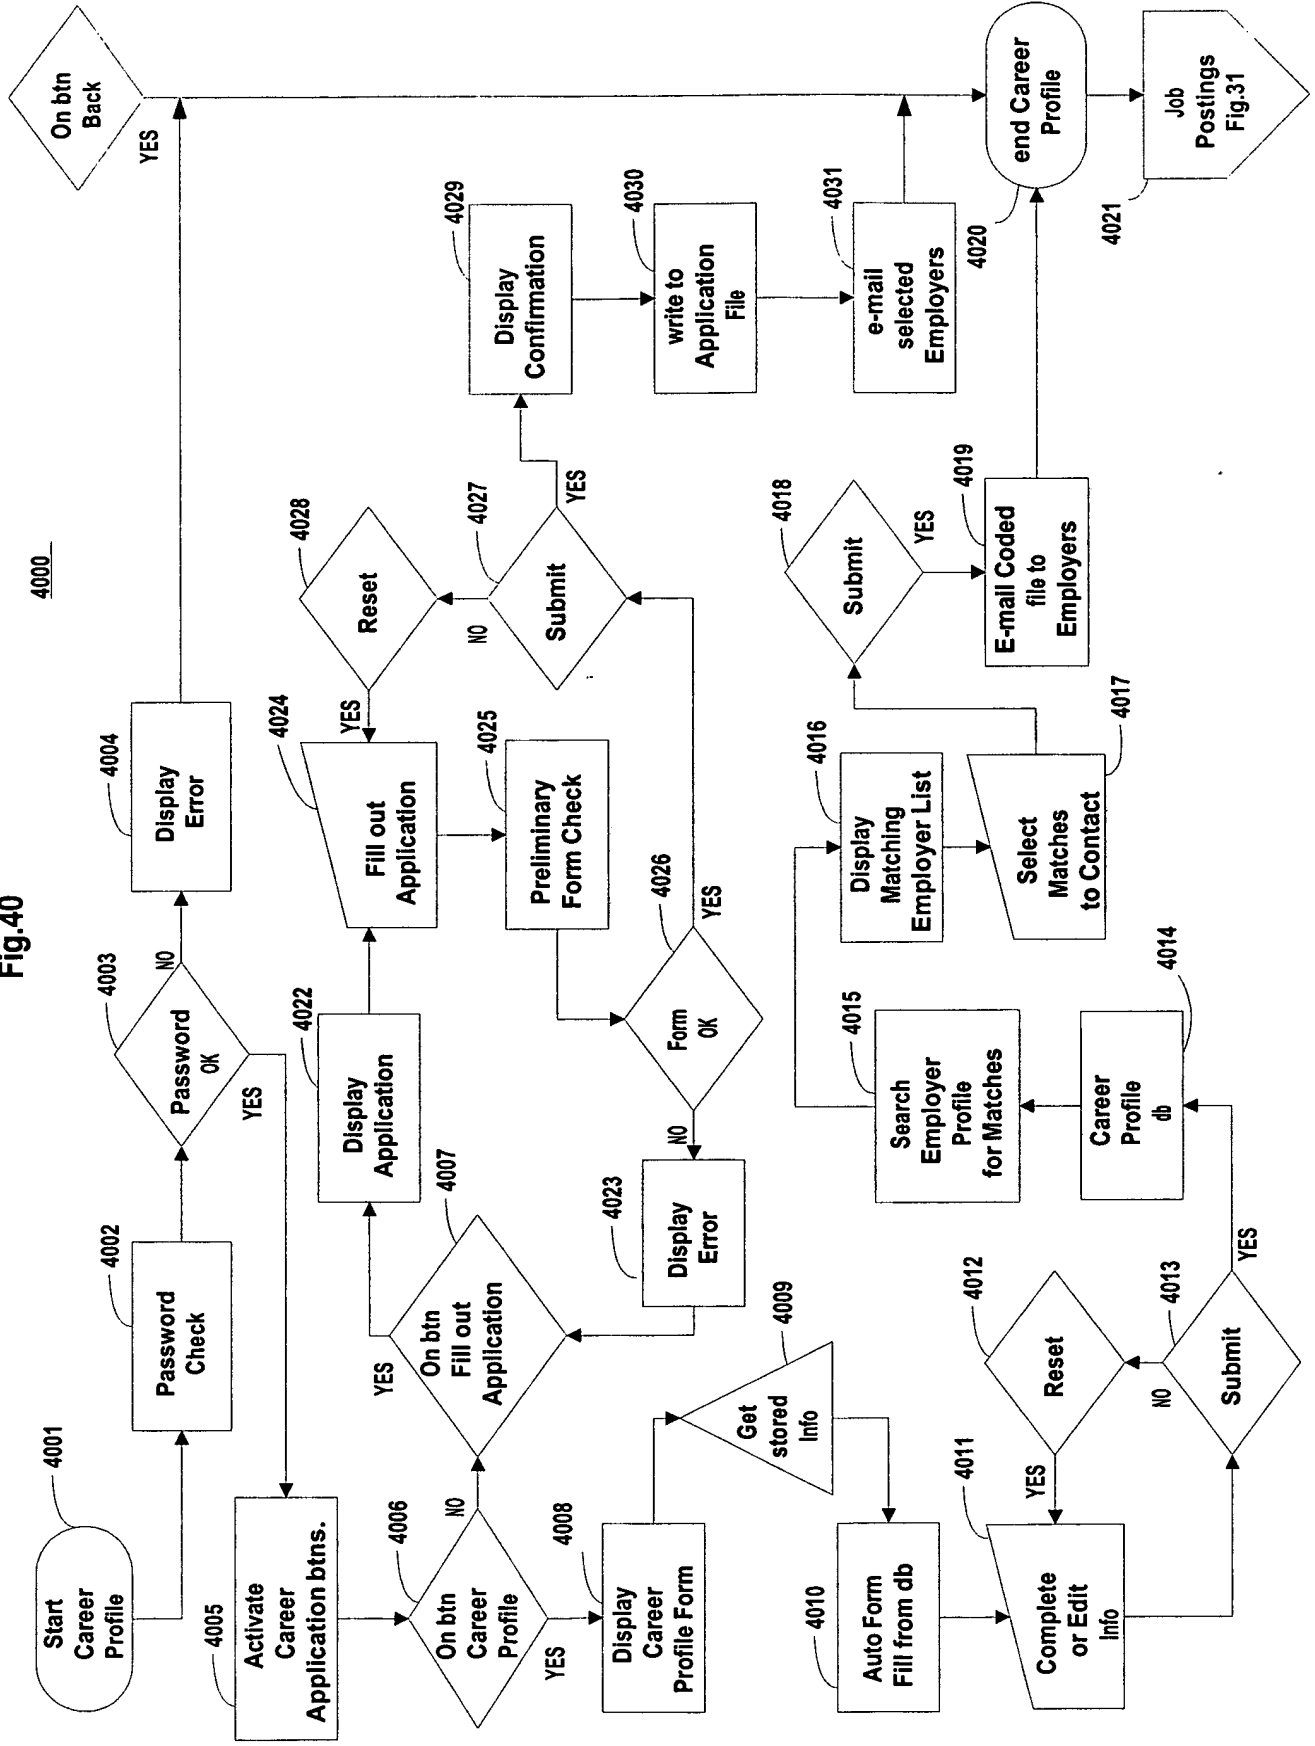 Fig.40
4000
Start
Career
Profile
4001
Password
Check
4002
Password
OK
4003
NO
YES
Display
Error
4004
On btn
Back
YES
Activate
Career
Application btns.
4005
On btn
Career
Profile
4006
NO
YES
On btn
Fill out
Application
4007
YES
Display
Application
4022
Fill out
Application
4024
YES
Reset
4028
Preliminary
Form Check
4025
Form
OK
4026
NO
YES
Display
Error
4023
Submit
4027
NO
YES
Display
Confirmation
4029
write to
Application
File
4030
e-mail
selected
Employers
4031
Display
Career
Profile Form
4008
Get
stored
Info
4009
Auto Form
Fill from db
4010
Complete
or Edit
Info
4011
YES
Reset
4012
Submit
4013
NO
YES
Career
Profile
db
4014
Search
Employer
Profile
for Matches
4015
Display
Matching
Employer List
4016
Select
Matches
to Contact
4017
Submit
4018
YES
E-mail Coded
file to
Employers
4019
end Career
Profile
4020
Job
Postings
Fig.31
4021